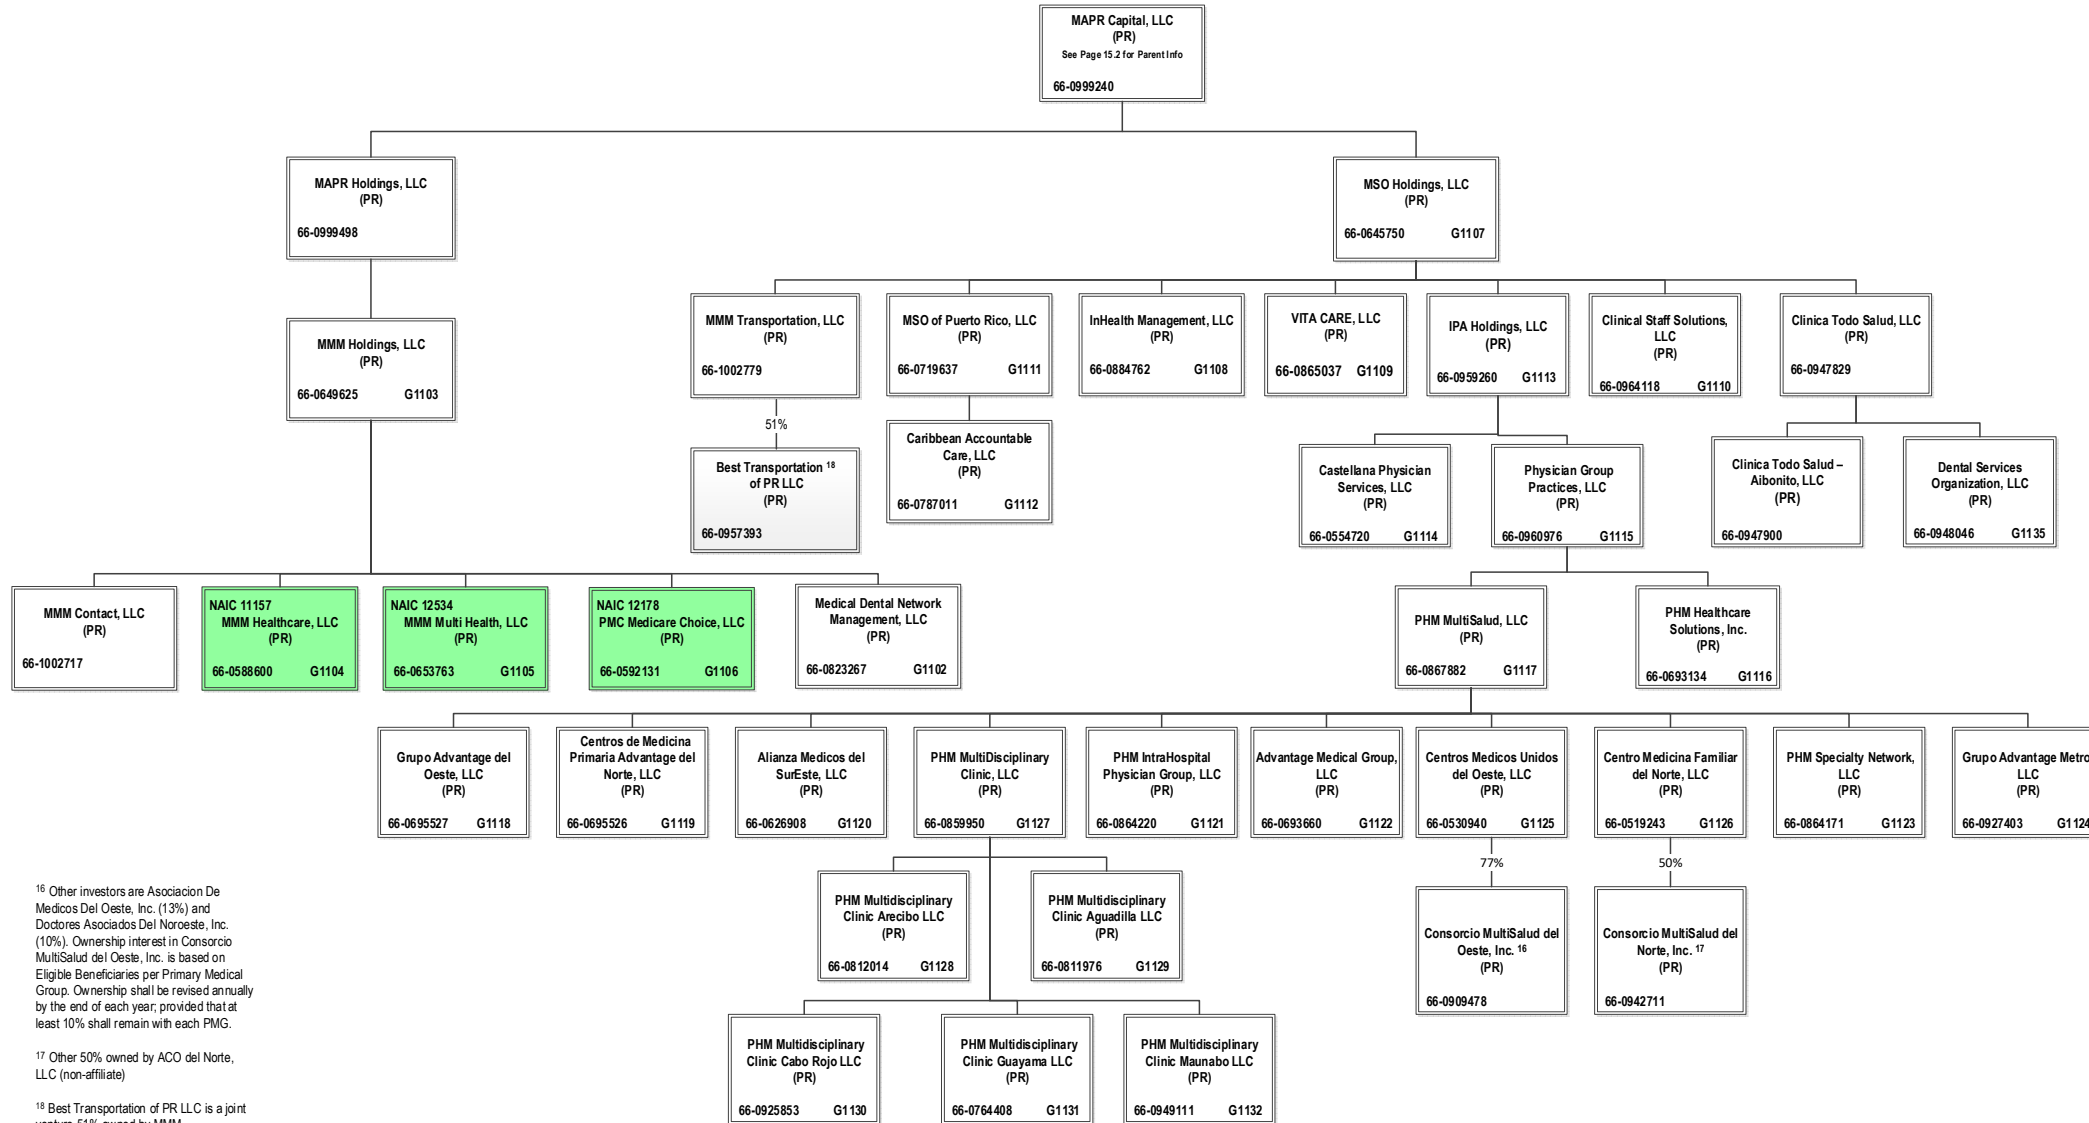 MAPR Capital, LLC
(PR)
See Page 15.2 for Parent Info
66-0999240
MAPR Holdings, LLC
(PR)
66-0999498
MSO Holdings, LLC
(PR)
66-0645750 G1107
MMM Holdings, LLC
(PR)
66-0649625 G1103
MMM Transportation, LLC
(PR)
66-1002779
MSO of Puerto Rico, LLC
(PR)
66-0719637 G1111
InHealth Management, LLC
(PR)
66-0884762 G1108
VITA CARE, LLC
(PR)
66-0865037 G1109
IPA Holdings, LLC
(PR)
66-0959260 G1113
Clinical Staff Solutions,
LLC
(PR)
66-0964118 G1110
Clinica Todo Salud, LLC
(PR)
66-0947829
51%
Best Transportation 18
of PR LLC
(PR)
66-0957393
Caribbean Accountable
Care, LLC
(PR)
66-0787011 G1112
Castellana Physician
Services, LLC
(PR)
66-0554720 G1114
Physician Group
Practices, LLC
(PR)
66-0960976 G1115
Clinica Todo Salud –
Aibonito, LLC
(PR)
66-0947900
Dental Services
Organization, LLC
(PR)
66-0948046 G1135
MMM Contact, LLC
(PR)
66-1002717
NAIC 11157
MMM Healthcare, LLC
(PR)
66-0588600 G1104
NAIC 12534
MMM Multi Health, LLC
(PR)
66-0653763 G1105
NAIC 12178
PMC Medicare Choice, LLC
(PR)
66-0592131 G1106
Medical Dental Network
Management, LLC
(PR)
66-0823267 G1102
PHM MultiSalud, LLC
(PR)
66-0867882 G1117
PHM Healthcare
Solutions, Inc.
(PR)
66-0693134 G1116
Grupo Advantage del
Oeste, LLC
(PR)
66-0695527 G1118
Centros de Medicina
Primaria Advantage del
Norte, LLC
(PR)
66-0695526 G1119
Alianza Medicos del
SurEste, LLC
(PR)
66-0626908 G1120
PHM MultiDisciplinary
Clinic, LLC
(PR)
66-0859950 G1127
PHM IntraHospital
Physician Group, LLC
(PR)
66-0864220 G1121
Advantage Medical Group,
LLC
(PR)
66-0693660 G1122
Centros Medicos Unidos
del Oeste, LLC
(PR)
66-0530940 G1125
Centro Medicina Familiar
del Norte, LLC
(PR)
66-0519243 G1126
PHM Specialty Network,
LLC
(PR)
66-0864171 G1123
Grupo Advantage Metro
LLC
(PR)
66-0927403 G1124
77%
50%
PHM Multidisciplinary
Clinic Arecibo LLC
(PR)
66-0812014 G1128
PHM Multidisciplinary
Clinic Aguadilla LLC
(PR)
66-0811976 G1129
Consorcio MultiSalud del
Oeste, Inc. 16
(PR)
66-0909478
Consorcio MultiSalud del
Norte, Inc. 17
(PR)
66-0942711
PHM Multidisciplinary
Clinic Cabo Rojo LLC
(PR)
66-0925853 G1130
PHM Multidisciplinary
Clinic Guayama LLC
(PR)
66-0764408 G1131
PHM Multidisciplinary
Clinic Maunabo LLC
(PR)
66-0949111 G1132
16 Other investors are Asociacion De
Medicos Del Oeste, Inc. (13%) and
Doctores Asociados Del Noroeste, Inc.
(10%). Ownership interest in Consorcio
MultiSalud del Oeste, Inc. is based on
Eligible Beneficiaries per Primary Medical
Group. Ownership shall be revised annually
by the end of each year; provided that at
least 10% shall remain with each PMG.
17 Other 50% owned by ACO del Norte,
LLC (non-affiliate)
18 Best Transportation of PR LLC is a joint
venture 51% owned by MMM